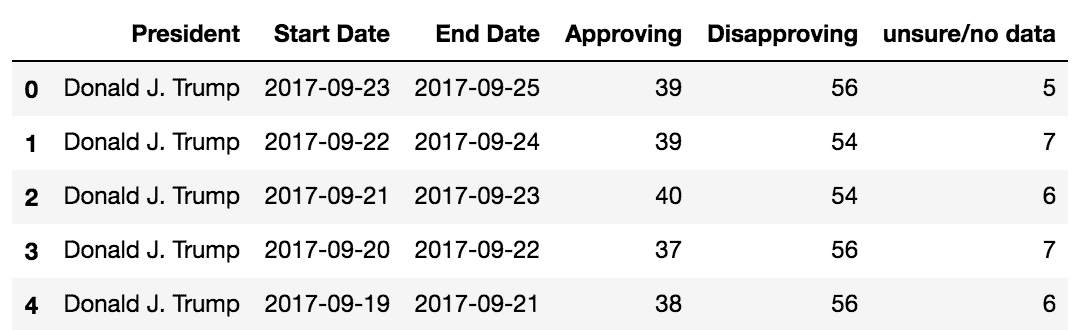 President Start Date End Date Approving Disapproving unsure/no data
0 Donald J. Trump 2017-09-23 2017-09-25 39 56 5
1 Donald J. Trump 2017-09-22 2017-09-24 39 54 7
2 Donald J. Trump 2017-09-21 2017-09-23 40 54 6
3 Donald J. Trump 2017-09-20 2017-09-22 37 56 7
4 Donald J. Trump 2017-09-19 2017-09-21 38 56 6